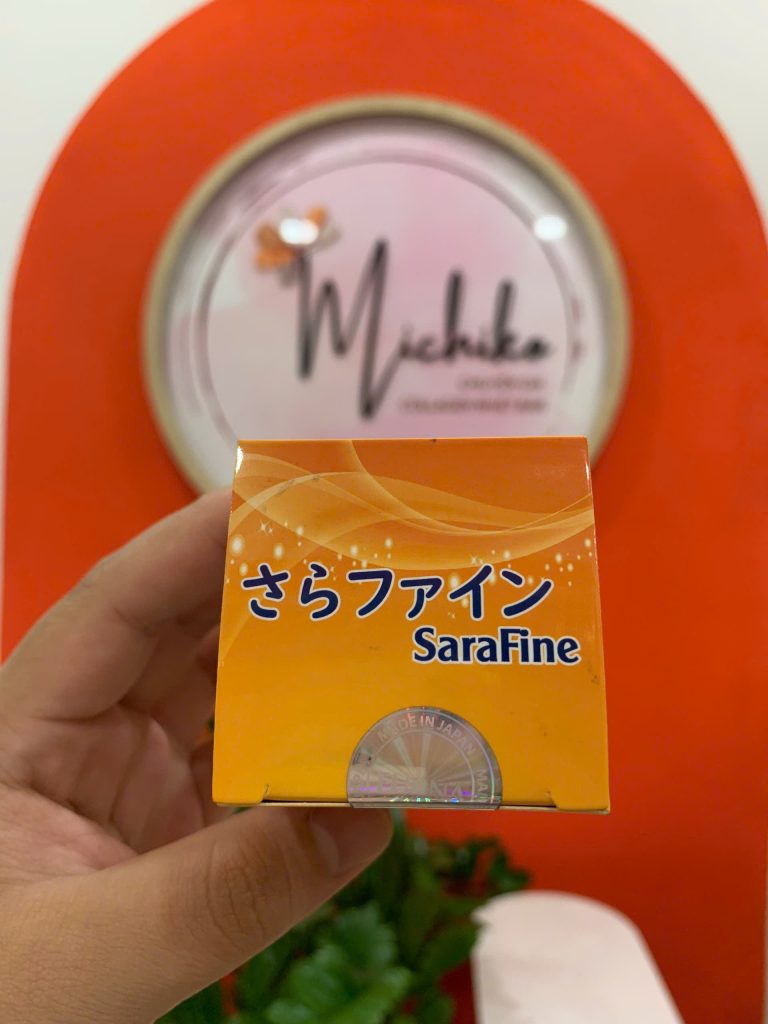 Michiko
さらファイン
SaraFine
MADE IN JAPAN